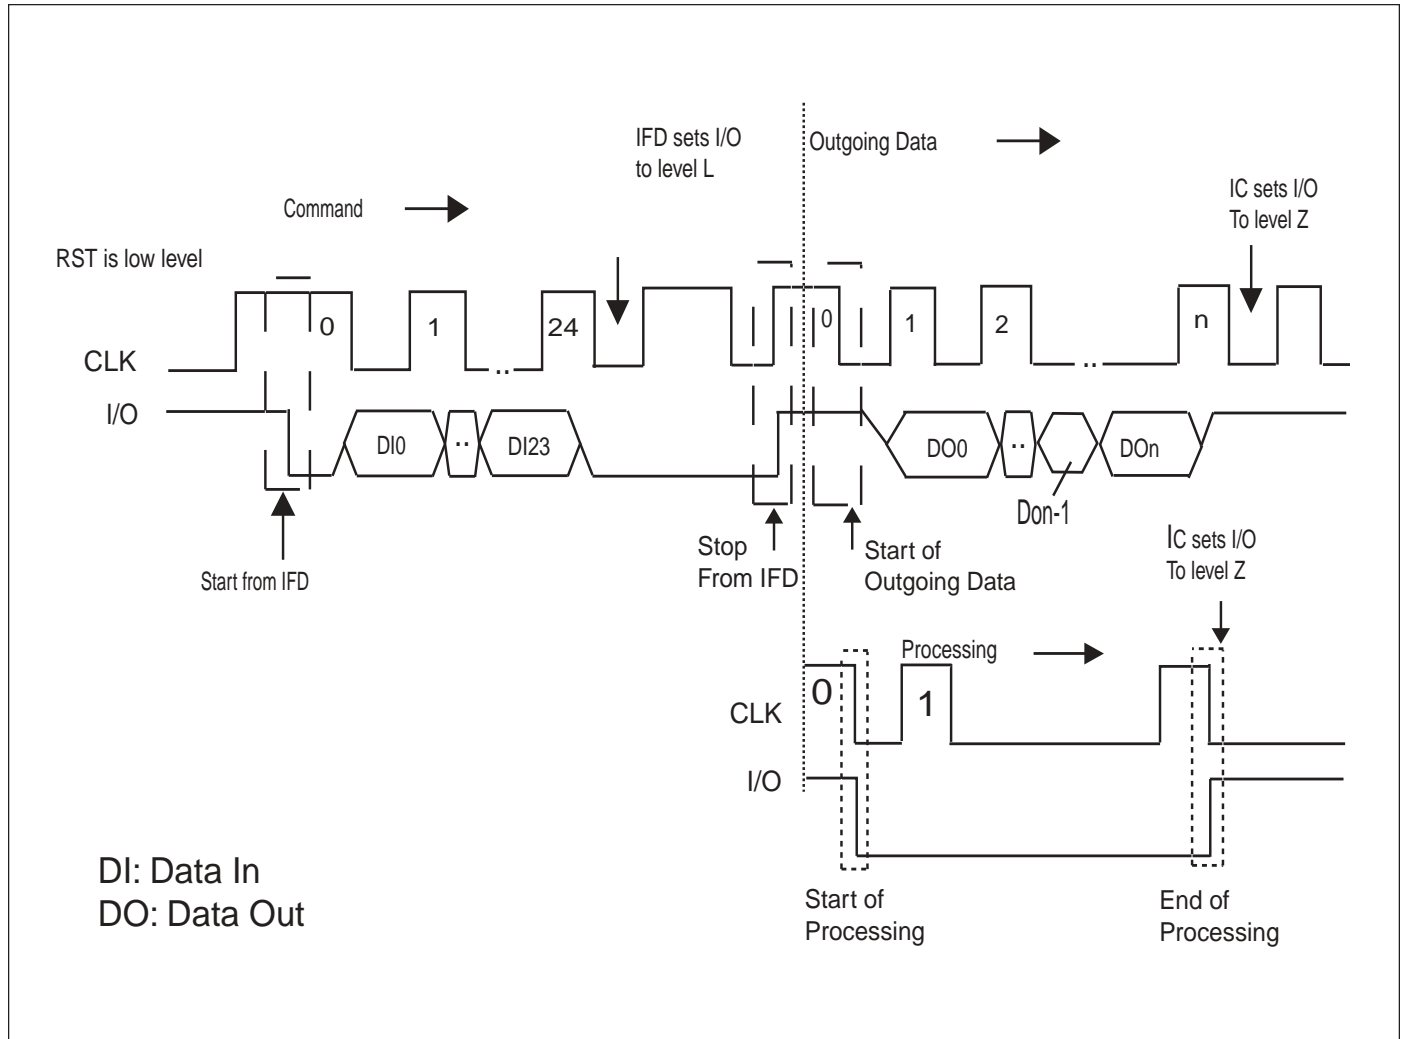 IFD sets I/O
to level L
Outgoing Data
Command
IC sets I/O
To level Z
RST is low level
CLK
0
1
24
0
1
2
n
..
..
I/O
DI0
..
DI23
DO0
..
DOn
Don-1
Start from IFD
Stop
From IFD
Start of
Outgoing Data
IC sets I/O
To level Z
Processing
CLK
0
1
I/O
DI: Data In
DO: Data Out
Start of
Processing
End of
Processing